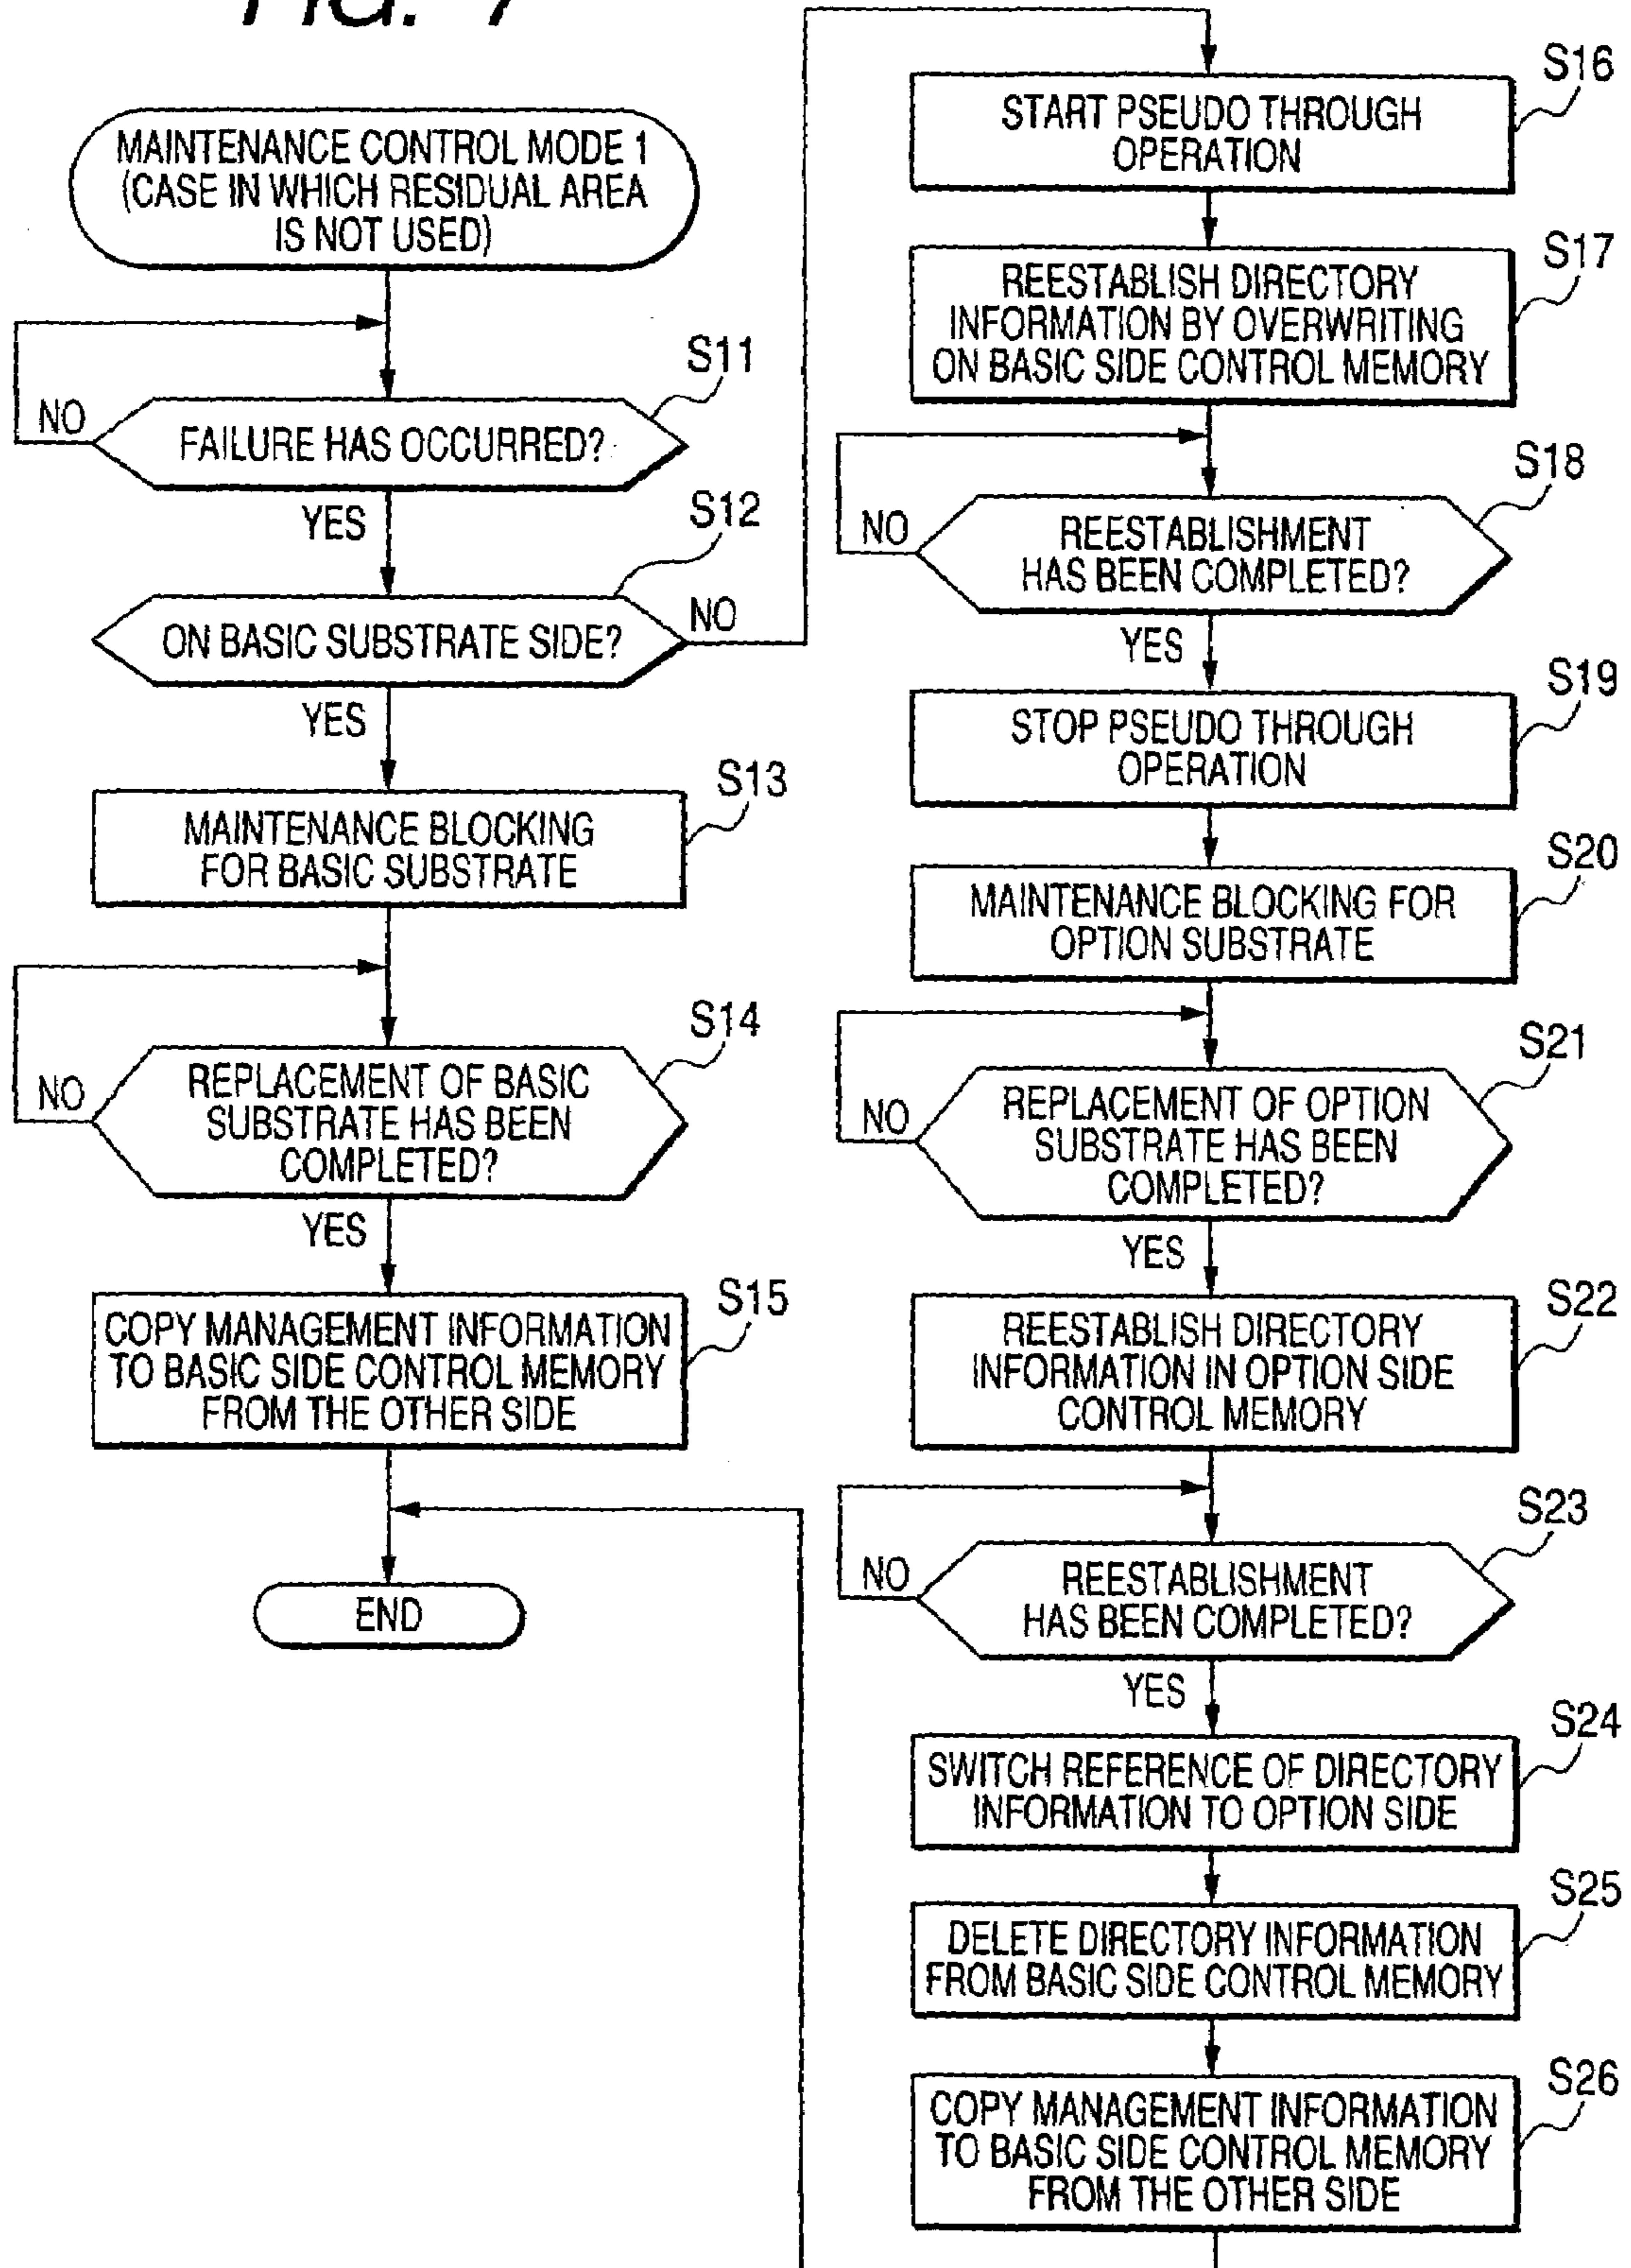 FIG. 7
MAINTENANCE CONTROL MODE 1
(CASE IN WHICH RESIDUAL AREA
IS NOT USED)
S11
NO
FAILURE HAS OCCURRED?
YES
S12
ON BASIC SUBSTRATE SIDE?
NO
YES
S13
MAINTENANCE BLOCKING
FOR BASIC SUBSTRATE
S14
NO
REPLACEMENT OF BASIC
SUBSTRATE HAS BEEN
COMPLETED?
YES
S15
COPY MANAGEMENT INFORMATION
TO BASIC SIDE CONTROL MEMORY
FROM THE OTHER SIDE
END
S16
START PSEUDO THROUGH
OPERATION
S17
REESTABLISH DIRECTORY
INFORMATION BY OVERWRITING
ON BASIC SIDE CONTROL MEMORY
S18
NO
REESTABLISHMENT
HAS BEEN COMPLETED?
YES
S19
STOP PSEUDO THROUGH
OPERATION
S20
MAINTENANCE BLOCKING FOR
OPTION SUBSTRATE
S21
NO
REPLACEMENT OF OPTION
SUBSTRATE HAS BEEN
COMPLETED?
YES
S22
REESTABLISH DIRECTORY
INFORMATION IN OPTION SIDE
CONTROL MEMORY
S23
NO
REESTABLISHMENT
HAS BEEN COMPLETED?
YES
S24
SWITCH REFERENCE OF DIRECTORY
INFORMATION TO OPTION SIDE
S25
DELETE DIRECTORY INFORMATION
FROM BASIC SIDE CONTROL MEMORY
S26
COPY MANAGEMENT INFORMATION
TO BASIC SIDE CONTROL MEMORY
FROM THE OTHER SIDE